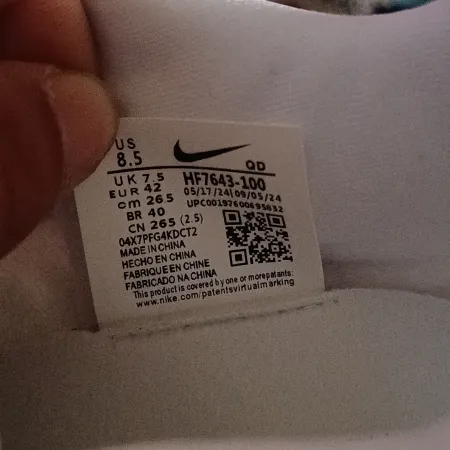 US
8.5
QD
UK 7.5
HF7643-100
EUR 42
05/17/24|09/05/24
cm 26.5
UPC00197600695832
BR 40
CN 265 (2.5)
04X7PFG4KDCT2
MADE IN CHINA
HECHO EN CHINA
FABRIQUE EN CHINE
FABRICADO NA CHINA
This product is covered by one or more patents:
www.nike.com/patentsvirtualmarking